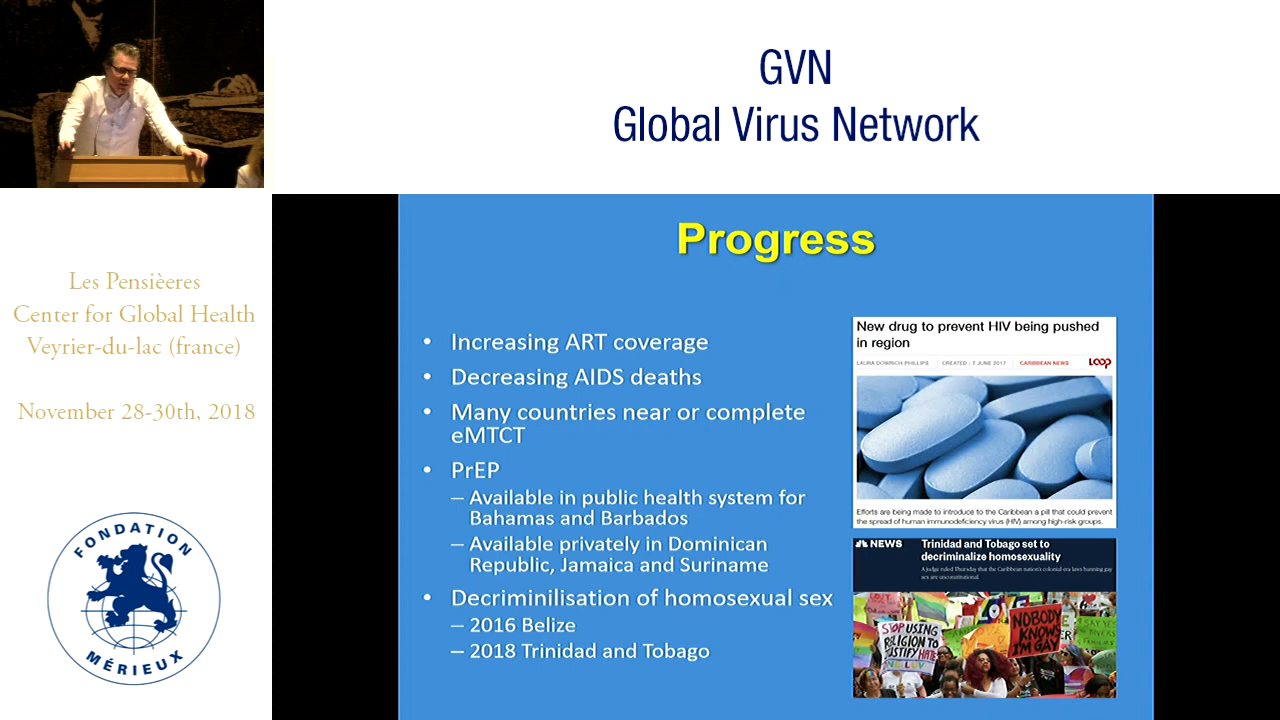 GVN
Global Virus Network
Les Pensièeres
Center for Global Health
Veyrier-du-lac (france)
November 28-30th, 2018
FONDATION
MÉRIEUX
Progress
• Increasing ART coverage
• Decreasing AIDS deaths
• Many countries near or complete
eMTCT
• PrEP
– Available in public health system for
Bahamas and Barbados
– Available privately in Dominican
Republic, Jamaica and Suriname
• Decriminilisation of homosexual sex
– 2016 Belize
– 2018 Trinidad and Tobago
New drug to prevent HIV being pushed
in region
LAURA DOWRICH-PHILLIPS CREATED : 7 JUNE 2017 CARIBBEAN NEWS LOOP
Efforts are being made to introduce to the Caribbean a pill that could prevent
the spread of human immunodeficiency virus (HIV) among high-risk groups.
NEWS
Trinidad and Tobago set to
decriminalize homosexuality
A judge ruled Thursday that the Caribbean nation's colonial-era laws banning gay
sex are unconstitutional.
STOP USING
RELIGION TO
JUSTIFY HATE
NOBODY
KNOWS
I'M GAY